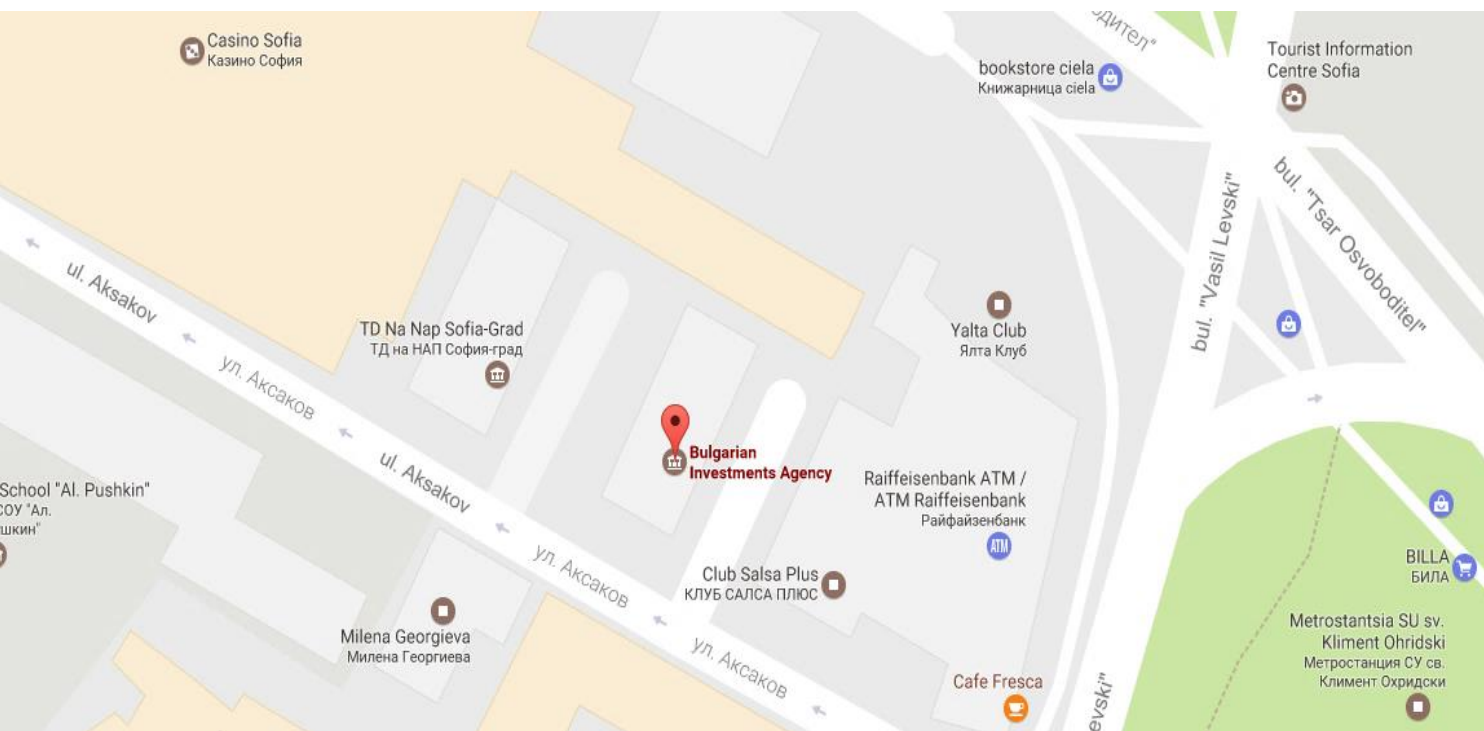 Casino Sofia
Казино София
одител"
bookstore ciela
Книжарница ciela
Tourist Information
Centre Sofia
bul. "Vasil Levski"
bul. "Tsar Osvoboditel"
ul. Aksakov
TD Na Nap Sofia-Grad
ТД на НАП София-град
Yalta Club
Ялта Клуб
ул. Аксаков
ul. Aksakov
Bulgarian
Investments Agency
School "Al. Pushkin"
СОУ "Ал.
шкин"
Raiffeisenbank ATM /
ATM Raiffeisenbank
Райфайзенбанк
ATM
ул. Аксаков
Club Salsa Plus
КЛУБ САЛСА ПЛЮС
BILLA
БИЛА
Milena Georgieva
Милена Георгиева
Metrostantsia SU sv.
Kliment Ohridski
Метростанция СУ св.
Климент Охридски
ул. Аксаков
Cafe Fresca
evski"